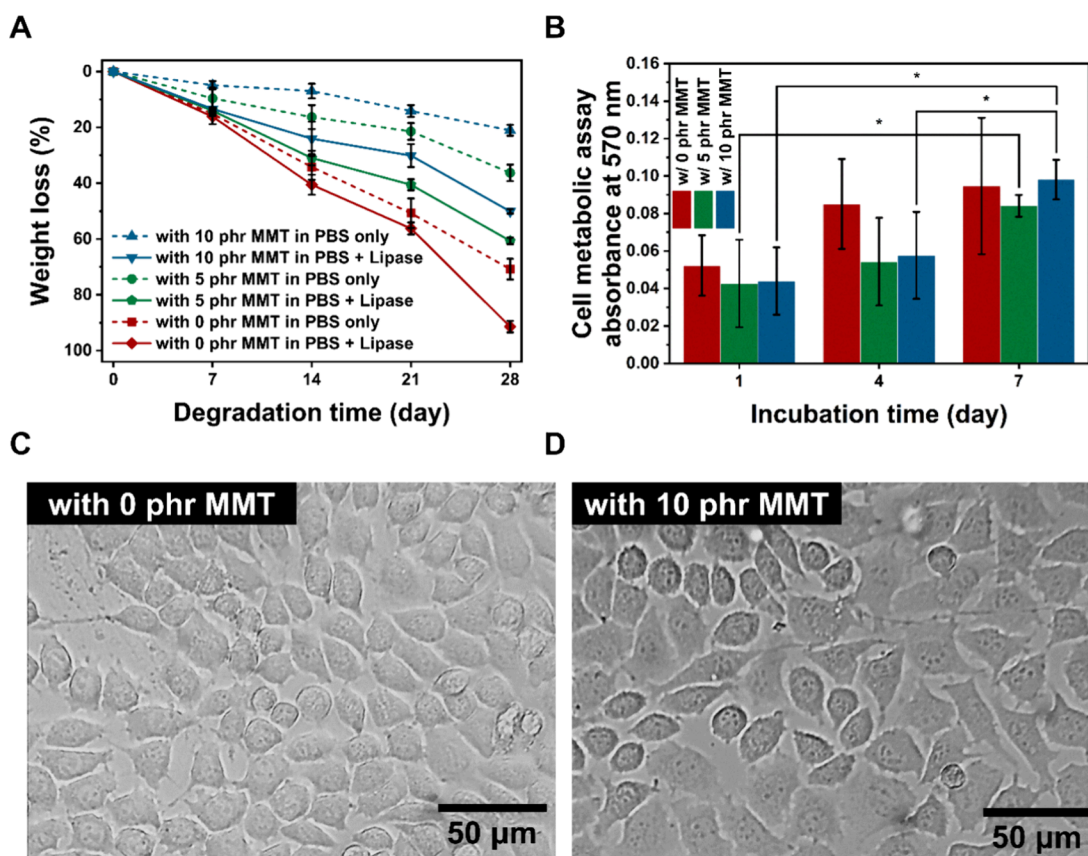 A
Weight loss (%)
0
20
40
60
80
100
with 10 phr MMT in PBS only
with 10 phr MMT in PBS + Lipase
with 5 phr MMT in PBS only
with 5 phr MMT in PBS + Lipase
with 0 phr MMT in PBS only
with 0 phr MMT in PBS + Lipase
0 7 14 21 28
Degradation time (day)
B
Cell metabolic assay
absorbance at 570 nm
0.16
0.14
0.12
0.10
0.08
0.06
0.04
0.02
0.00
w/ 0 phr MMT
w/ 5 phr MMT
w/ 10 phr MMT
*
*
*
1 4 7
Incubation time (day)
C
with 0 phr MMT
50 µm
D
with 10 phr MMT
50 µm